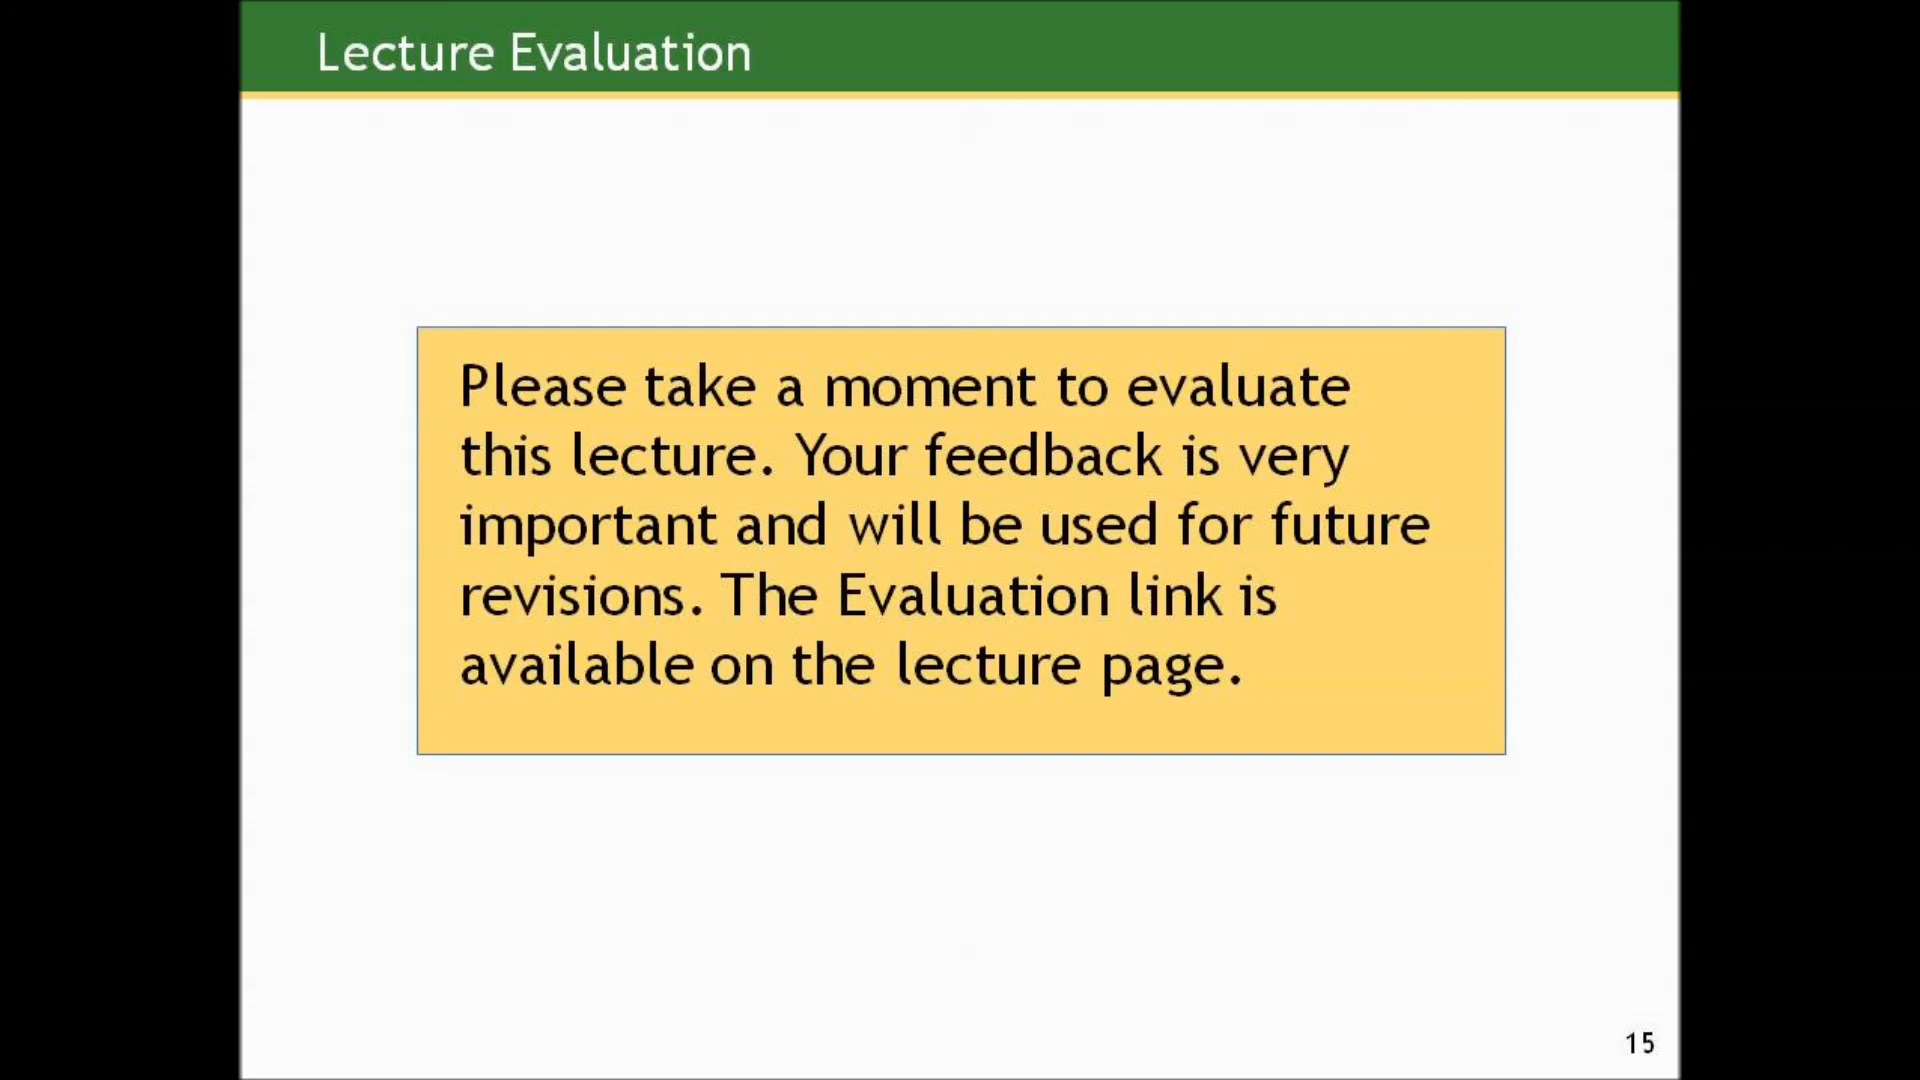 Lecture Evaluation
Please take a moment to evaluate
this lecture. Your feedback is very
important and will be used for future
revisions. The Evaluation link is
available on the lecture page.
15